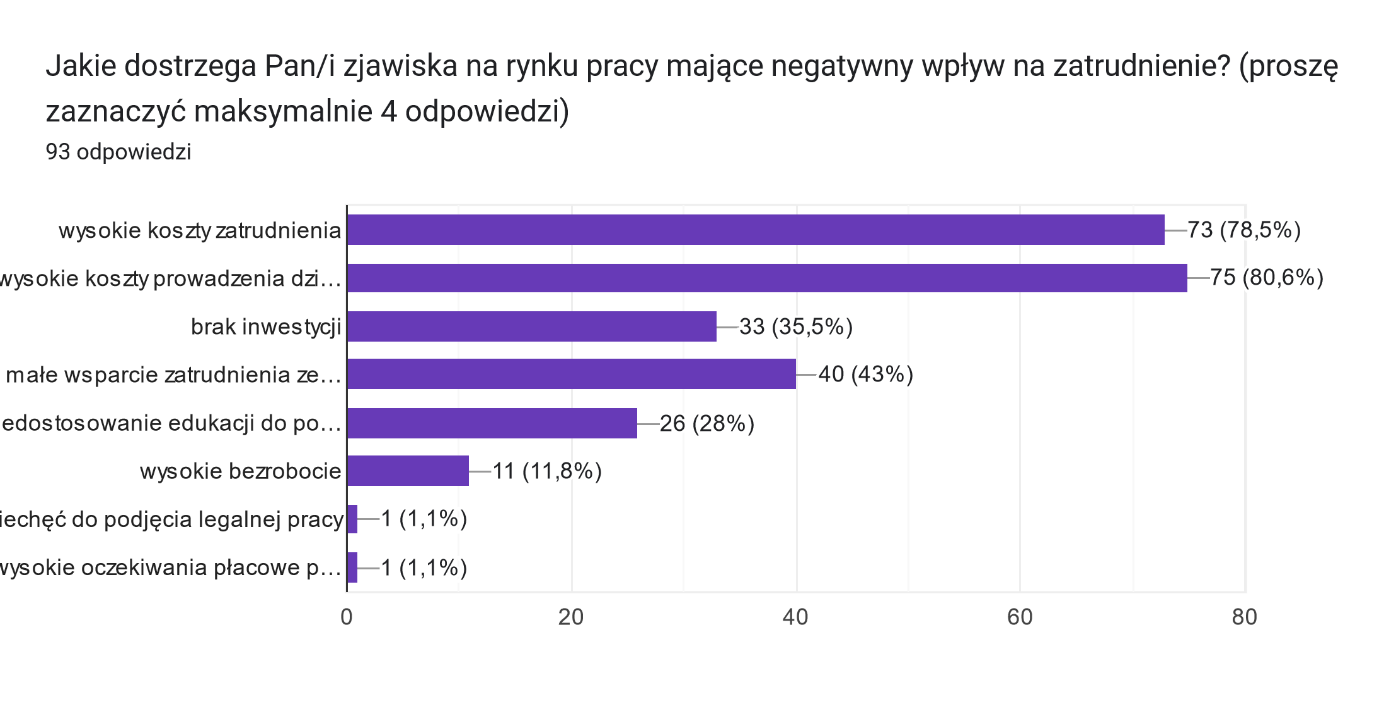 Jakie dostrzega Pan/i zjawiska na rynku pracy mające negatywny wpływ na zatrudnienie? (proszę
zaznaczyć maksymalnie 4 odpowiedzi)
93 odpowiedzi
wysokie koszty zatrudnienia 73 (78,5%)
wysokie koszty prowadzenia dzi… 75 (80,6%)
brak inwestycji 33 (35,5%)
małe wsparcie zatrudnienia ze… 40 (43%)
edostosowanie edukacji do po… 26 (28%)
wysokie bezrobocie 11 (11,8%)
iechęć do podjęcia legalnej pracy 1 (1,1%)
wysokie oczekiwania płacowe p… 1 (1,1%)
0 20 40 60 80